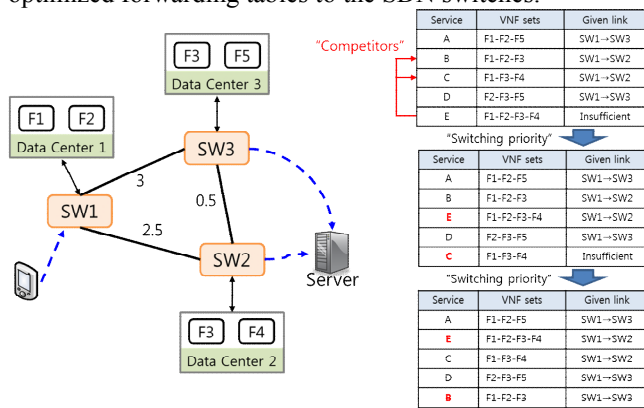 optimized forwarding tables to the SDN switches.
F3 F5
Data Center 3
F1 F2
Data Center 1
SW3
3
0.5
SW1
2.5
SW2
Server
F3 F4
Data Center 2
"Competitors"
Service VNF sets Given link
A F1-F2-F5 SW1→SW3
B F1-F2-F3 SW1→SW2
C F1-F3-F4 SW1→SW2
D F2-F3-F5 SW1→SW3
E F1-F2-F3-F4 Insufficient
"Switching priority"
Service VNF sets Given link
A F1-F2-F5 SW1→SW3
B F1-F2-F3 SW1→SW2
E F1-F2-F3-F4 SW1→SW2
D F2-F3-F5 SW1→SW3
C F1-F3-F4 Insufficient
"Switching priority"
Service VNF sets Given link
A F1-F2-F5 SW1→SW3
E F1-F2-F3-F4 SW1→SW2
C F1-F3-F4 SW1→SW2
D F2-F3-F5 SW1→SW3
B F1-F2-F3 SW1→SW3